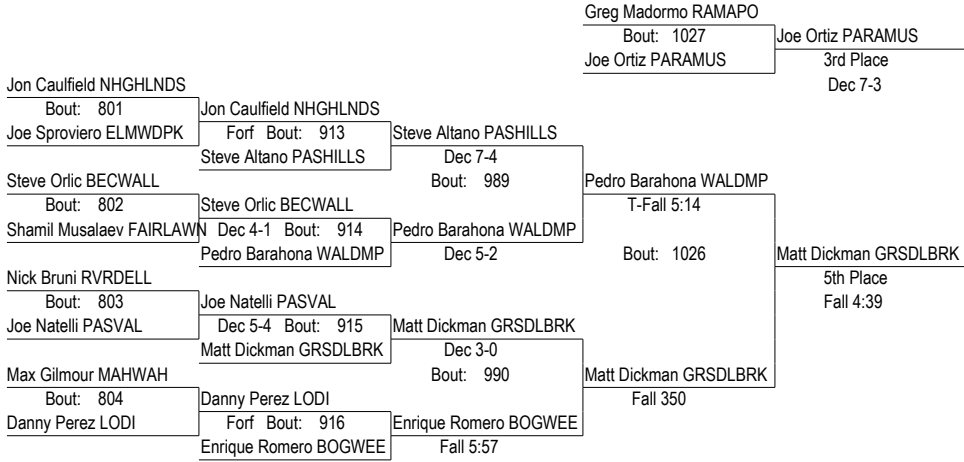 Greg Madormo RAMAPO
Bout: 1027
Joe Ortiz PARAMUS
Joe Ortiz PARAMUS
3rd Place
Dec 7-3
Jon Caulfield NHGHLNDS
Bout: 801
Jon Caulfield NHGHLNDS
Joe Sproviero ELMWDPK
Forf Bout: 913
Steve Altano PASHILLS
Steve Altano PASHILLS
Dec 7-4
Steve Orlic BECWALL
Bout: 989
Pedro Barahona WALDMP
Bout: 802
Steve Orlic BECWALL
T-Fall 5:14
Shamil Musalaev FAIRLAWN
Dec 4-1 Bout: 914
Pedro Barahona WALDMP
Pedro Barahona WALDMP
Dec 5-2
Bout: 1026
Matt Dickman GRSDLBRK
Nick Bruni RVRDELL
5th Place
Bout: 803
Joe Natelli PASVAL
Fall 4:39
Joe Natelli PASVAL
Dec 5-4 Bout: 915
Matt Dickman GRSDLBRK
Matt Dickman GRSDLBRK
Dec 3-0
Max Gilmour MAHWAH
Bout: 990
Matt Dickman GRSDLBRK
Bout: 804
Danny Perez LODI
Fall 350
Danny Perez LODI
Forf Bout: 916
Enrique Romero BOGWEE
Enrique Romero BOGWEE
Fall 5:57